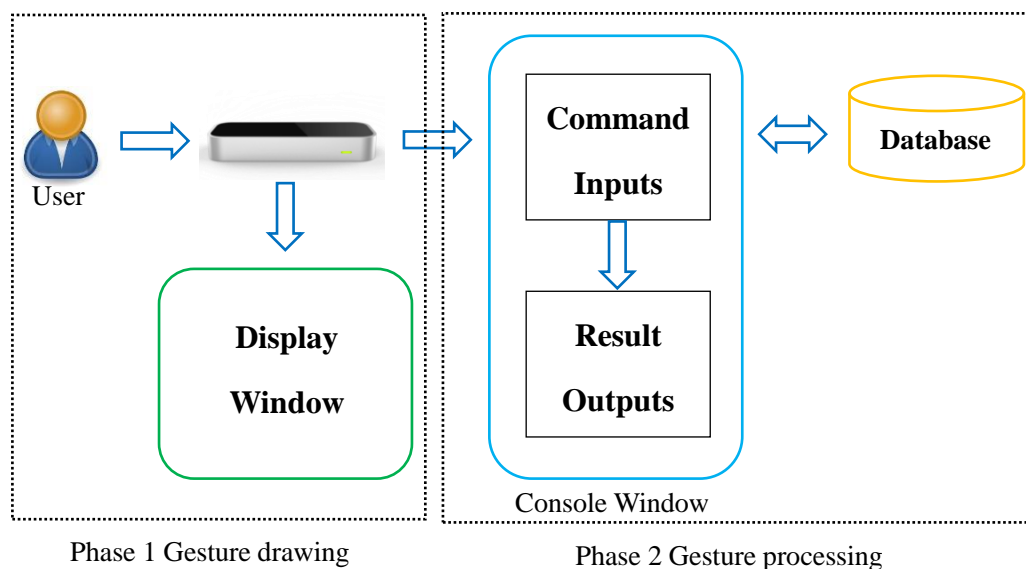 User
Display
Window
Phase 1 Gesture drawing
Command
Inputs
Result
Outputs
Console Window
Database
Phase 2 Gesture processing